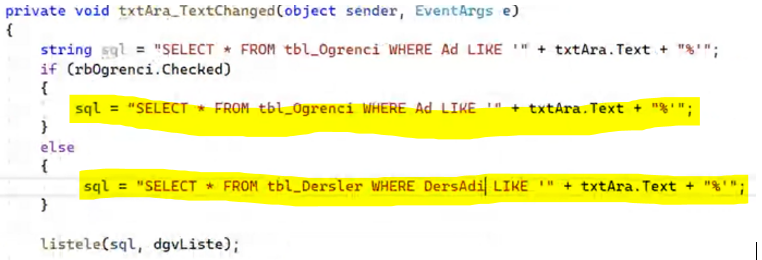 private void txtAra_TextChanged(object sender, EventArgs e)
{
string sql = "SELECT * FROM tbl_Ogrenci WHERE Ad LIKE '" + txtAra.Text + "%'";
if (rbOgrenci.Checked)
{
sql = "SELECT * FROM tbl_Ogrenci WHERE Ad LIKE '" + txtAra.Text + "%'";
}
else
{
sql = "SELECT * FROM tbl_Dersler WHERE DersAdi LIKE '" + txtAra.Text + "%'";
}
listele(sql, dgvListe);